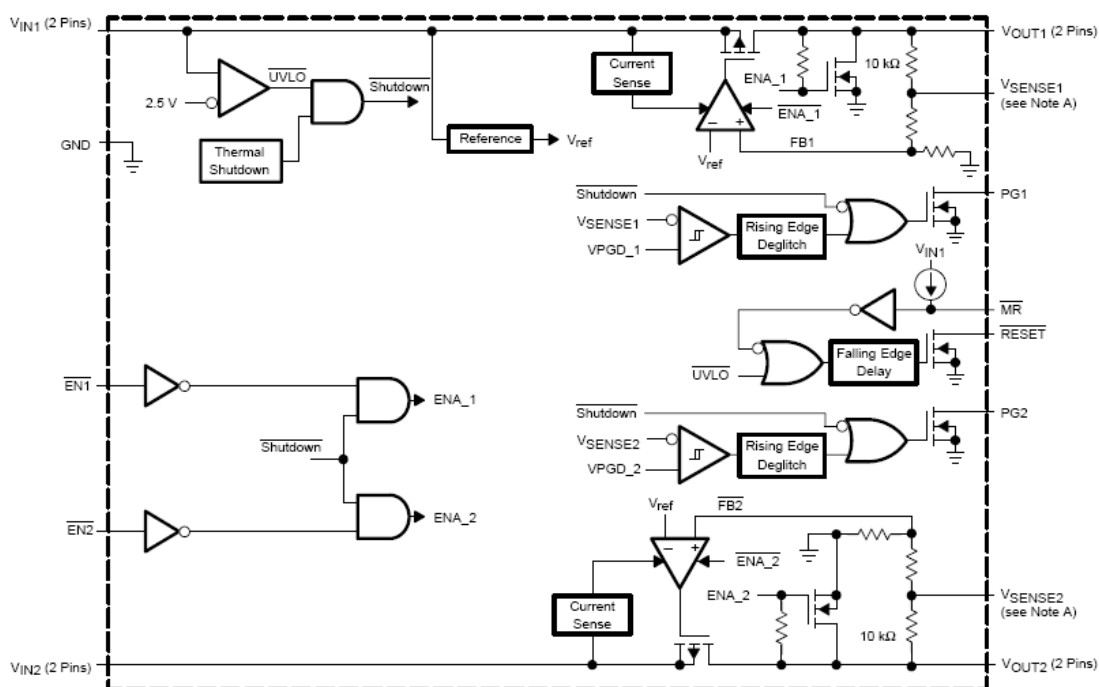 VIN1 (2 Pins)
VOUT1 (2 Pins)
Current
Sense
ENA_1
10 kΩ
UVLO
Shutdown
2.5 V
VSENSE1
(see Note A)
ENA_1
GND
Thermal
Shutdown
Reference
Vref
Vref
FB1
Shutdown
PG1
VSENSE1
Rising Edge
Deglitch
VPGD_1
VIN1
MR
RESET
Falling Edge
Delay
UVLO
EN1
ENA_1
Shutdown
PG2
Shutdown
VSENSE2
Rising Edge
Deglitch
VPGD_2
EN2
ENA_2
Vref
FB2
ENA_2
Current
Sense
ENA_2
VSENSE2
(see Note A)
10 kΩ
VIN2 (2 Pins)
VOUT2 (2 Pins)